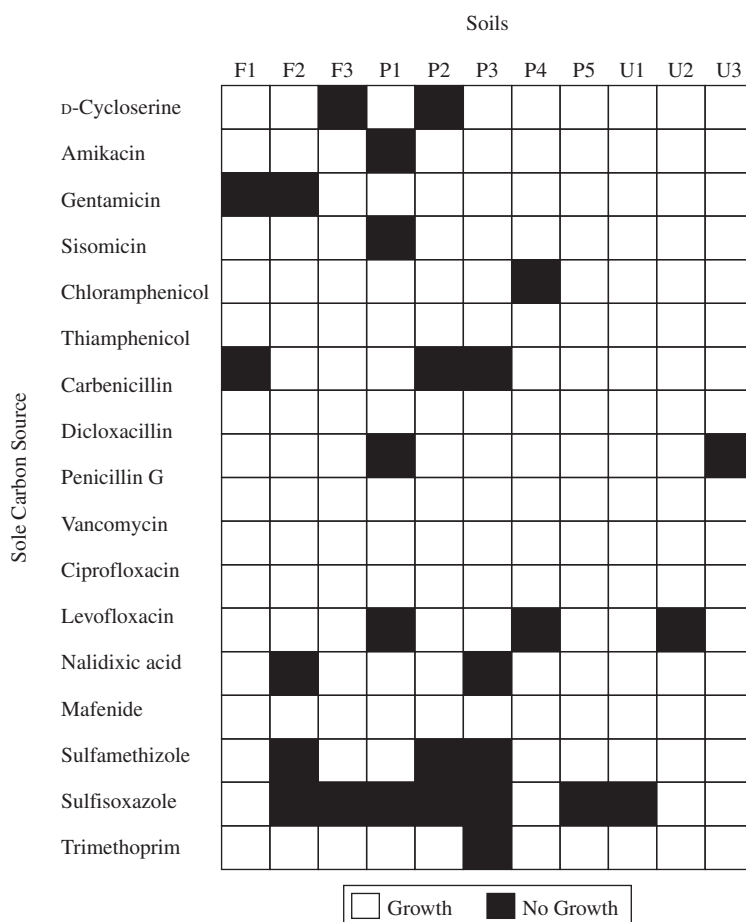 Soils
F1 F2 F3 P1 P2 P3 P4 P5 U1 U2 U3
Sole Carbon Source
D-Cycloserine
Amikacin
Gentamicin
Sisomicin
Chloramphenicol
Thiamphenicol
Carbenicillin
Dicloxacillin
Penicillin G
Vancomycin
Ciprofloxacin
Levofloxacin
Nalidixic acid
Mafenide
Sulfamethizole
Sulfisoxazole
Trimethoprim
Growth No Growth